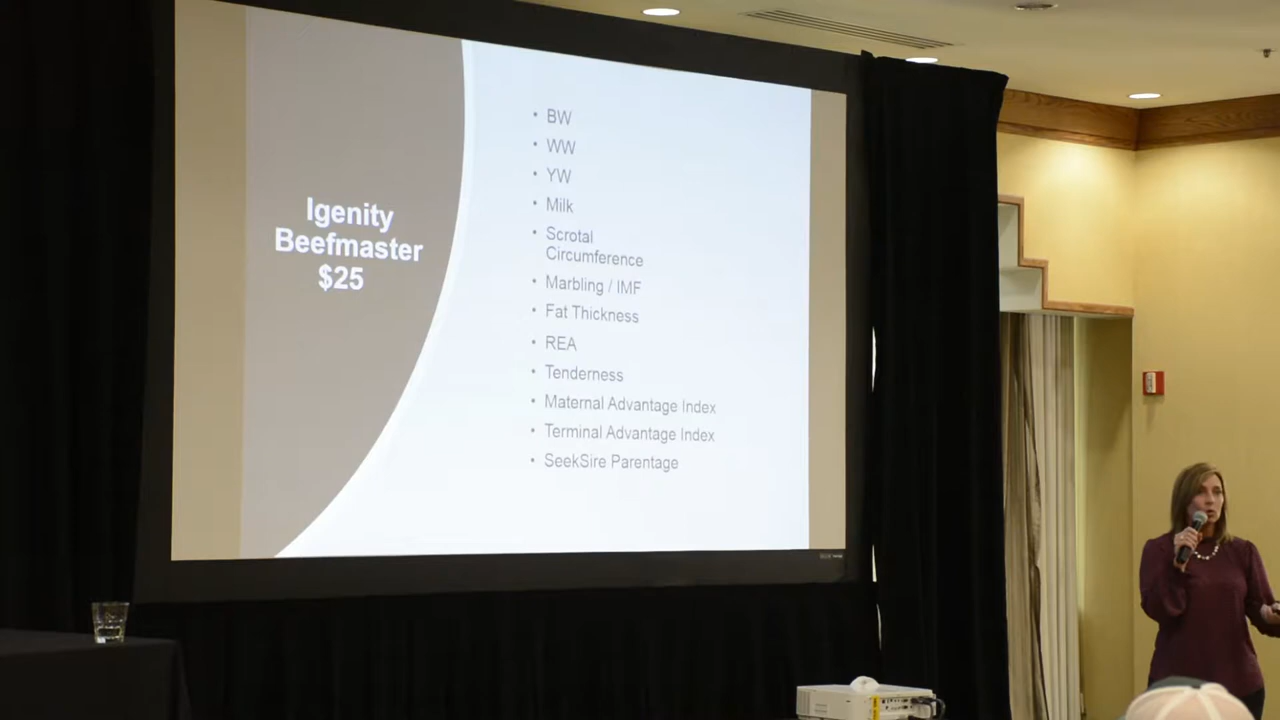 Igenity
Beefmaster
$25
• BW
• WW
• YW
• Milk
• Scrotal
Circumference
• Marbling / IMF
• Fat Thickness
• REA
• Tenderness
• Maternal Advantage Index
• Terminal Advantage Index
• SeekSire Parentage